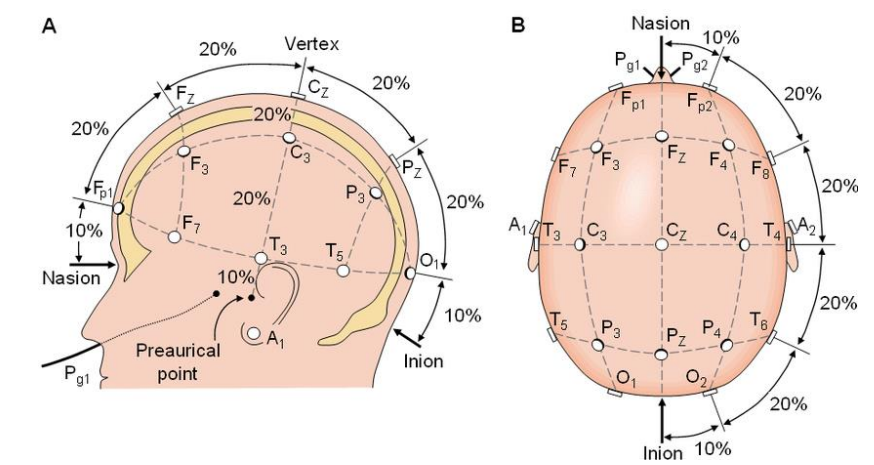 A
20%
Vertex
20%
20%
F_Z
C_Z
20%
F_3
C_3
P_Z
F_p1
20%
P_3
20%
10%
F_7
T_3
T_5
O_1
Nasion
10%
10%
Preaurical
point
A_1
Inion
P_g1
B
Nasion
10%
P_g1
P_g2
F_p1
F_p2
20%
F_7
F_3
F_Z
F_4
F_8
20%
A_1
T_3
C_3
C_Z
C_4
T_4
A_2
20%
T_5
P_3
P_Z
P_4
T_6
O_1
O_2
20%
Inion
10%